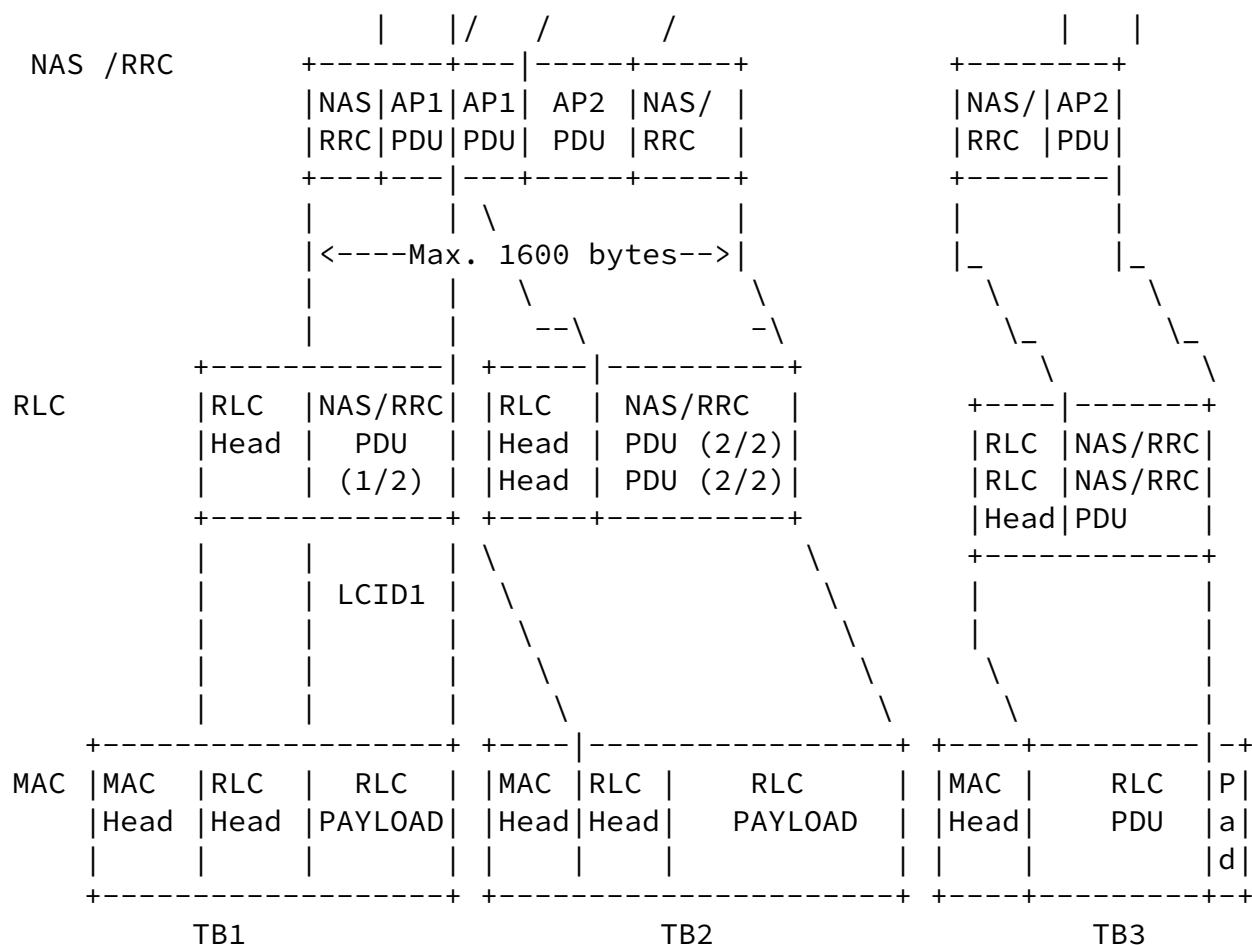 |    |/   /       /                          |    |
 NAS /RRC           +-------+---|-----+-----+              +--------+
                    |NAS|AP1|AP1| AP2 |NAS/ |              |NAS/|AP2|
                    |RRC|PDU|PDU| PDU |RRC  |              |RRC |PDU|
                    +---+---|---+-----+-----+              +--------|
                    |       | \             |              |        |
                    |<----Max. 1600 bytes-->|              |_       |_
                    |       |   \            \               \        \
                    |       |    --\         -\               \_       \_
              +-------------| +-----|----------+                \        \
RLC           |RLC  |NAS/RRC| |RLC  | NAS/RRC  |         +----|-------+
              |Head |  PDU  | |Head | PDU (2/2)|         |RLC |NAS/RRC|
              |     | (1/2) | |Head | PDU (2/2)|         |RLC |NAS/RRC|
              +-------------+ +-----+----------+         |Head|PDU    |
              |     |       | \                 \        +------------+
              |     | LCID1 |  \                 \       |            |
              |     |       |   \                 \      |            |
              |     |       |    \                 \      \           |
              |     |       |     \                 \      \          |
        +-------------------+ +----|-----------------+ +----+---------|-+
MAC |MAC  |RLC  |  RLC  | |MAC |RLC |    RLC       | |MAC |    RLC  |P|
    |Head |Head |PAYLOAD| |Head|Head|   PAYLOAD    | |Head|    PDU  |a|
    |     |     |       | |    |    |              | |    |         |d|
    +-------------------+ +----+-------------------+ +----+---------+-+
          TB1                       TB2                     TB3